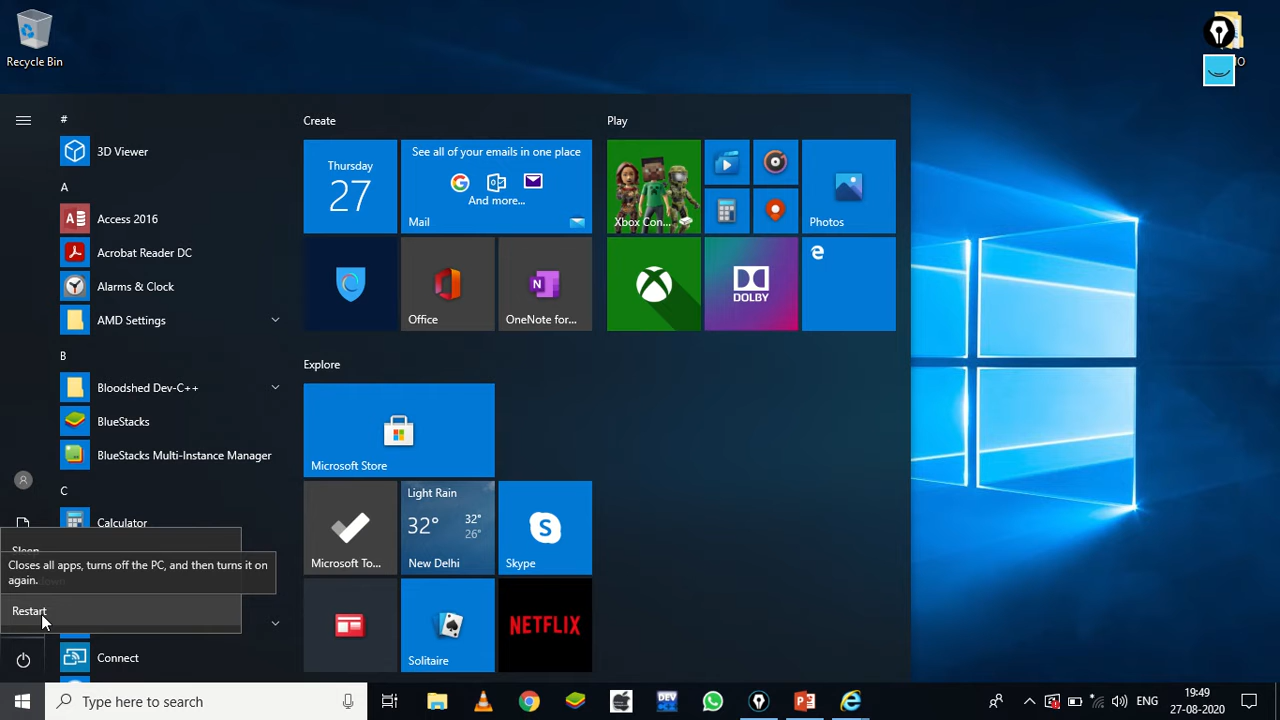 Recycle Bin
#
3D Viewer
A
Access 2016
Acrobat Reader DC
Alarms & Clock
AMD Settings
B
Bloodshed Dev-C++
BlueStacks
BlueStacks Multi-Instance Manager
C
Calculator
Sleep
Closes all apps, turns off the PC, and then turns it on
again.
Restart
Connect
Create
Thursday
27
See all of your emails in one place
And more...
Mail
Office
N
OneNote for...
Play
Xbox Con...
Photos
DOLBY
Explore
Microsoft Store
Microsoft To...
Light Rain
32°
32°
26°
New Delhi
Skype
Solitaire
NETFLIX
Type here to search
DEV
ENG
19:49
27-08-2020